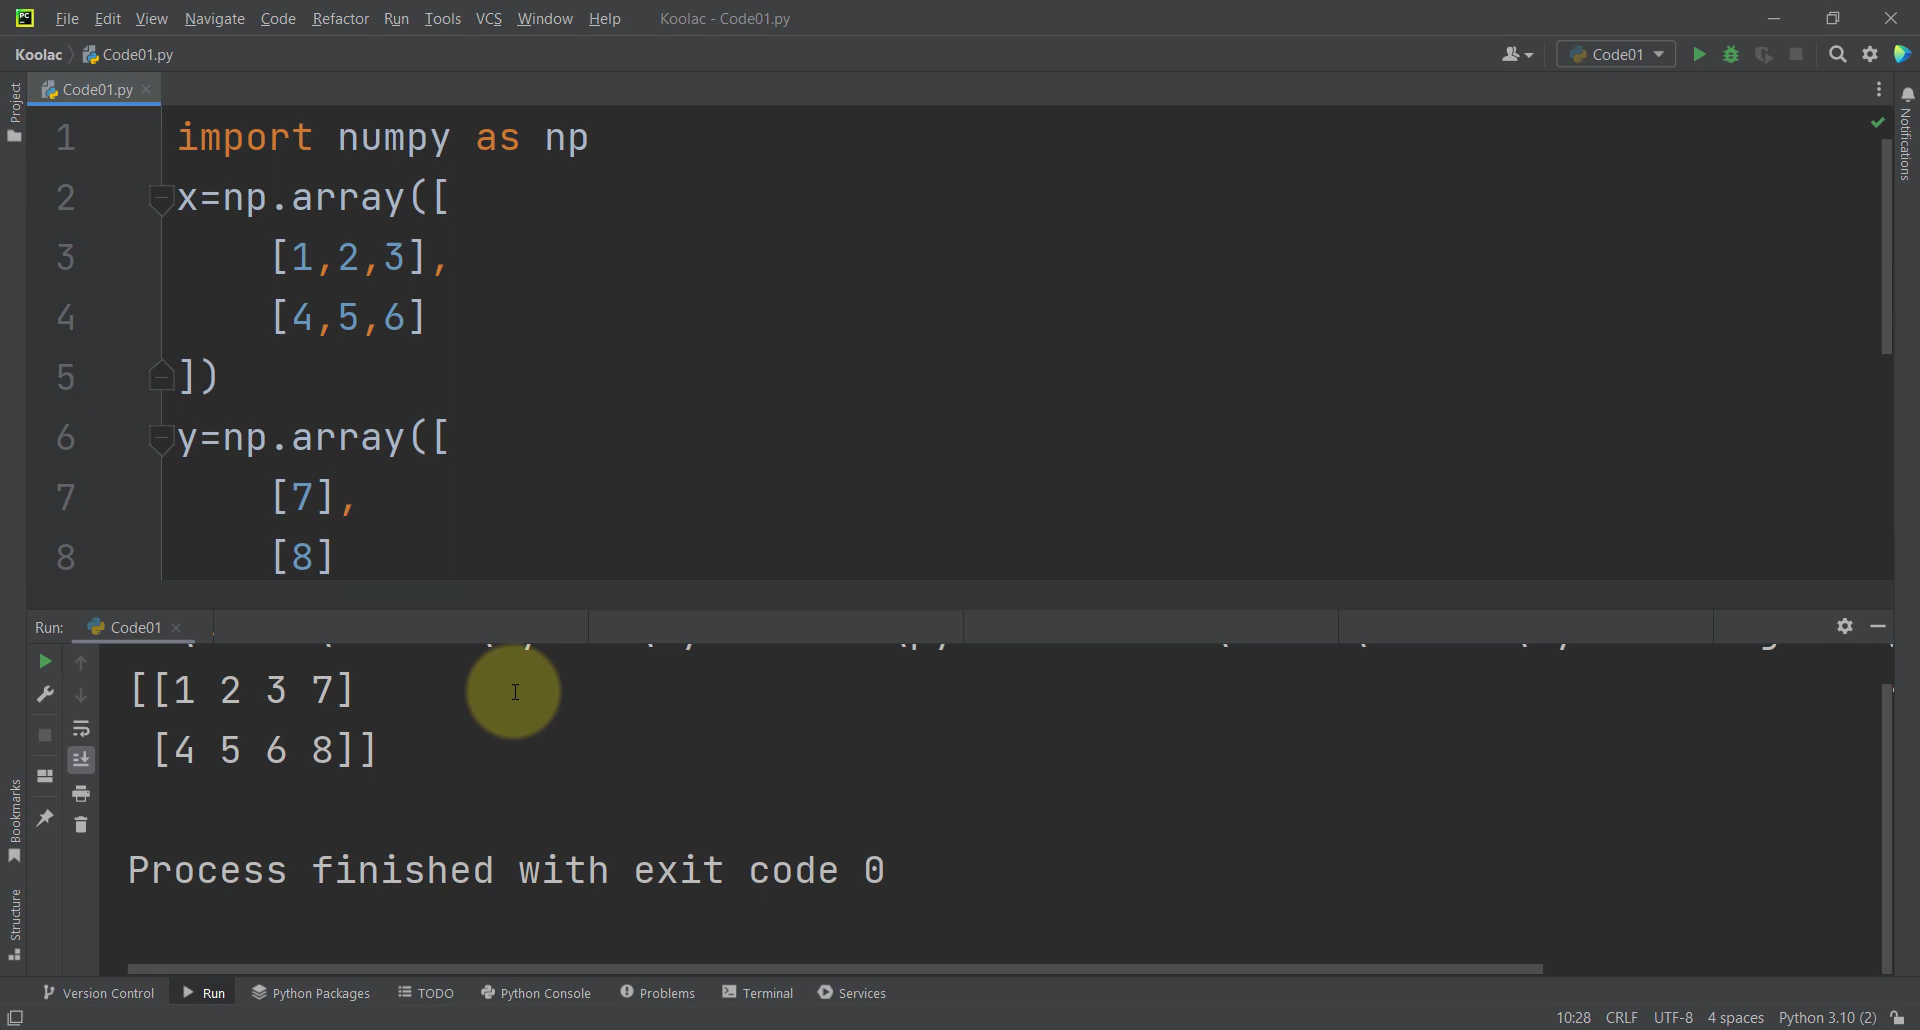 PC File Edit View Navigate Code Refactor Run Tools VCS Window Help Koolac - Code01.py
Koolac Code01.py Code01
Project Code01.py
Notifications
1 import numpy as np
2 x=np.array([
3 [1,2,3],
4 [4,5,6]
5 ])
6 y=np.array([
7 [7],
8 [8]
Run: Code01
[[1 2 3 7]
[4 5 6 8]]
Process finished with exit code 0
Bookmarks
Structure
Version Control Run Python Packages TODO Python Console Problems Terminal Services
10:28 CRLF UTF-8 4 spaces Python 3.10 (2)